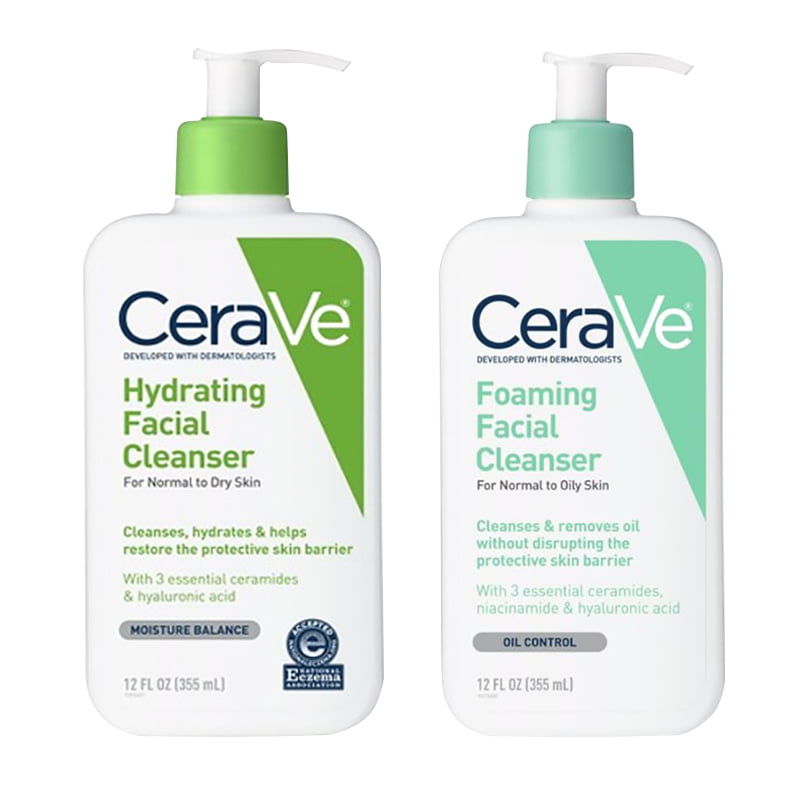 CeraVe®
DEVELOPED WITH DERMATOLOGISTS
Hydrating
Facial
Cleanser
For Normal to Dry Skin
Cleanses, hydrates & helps
restore the protective skin barrier
With 3 essential ceramides
& hyaluronic acid
MOISTURE BALANCE
ACCEPTED
e
NATIONAL
Eczema
ASSOCIATION
12 FL OZ (355 mL)
CeraVe®
DEVELOPED WITH DERMATOLOGISTS
Foaming
Facial
Cleanser
For Normal to Oily Skin
Cleanses & removes oil
without disrupting the
protective skin barrier
With 3 essential ceramides,
niacinamide & hyaluronic acid
OIL CONTROL
12 FL OZ (355 mL)